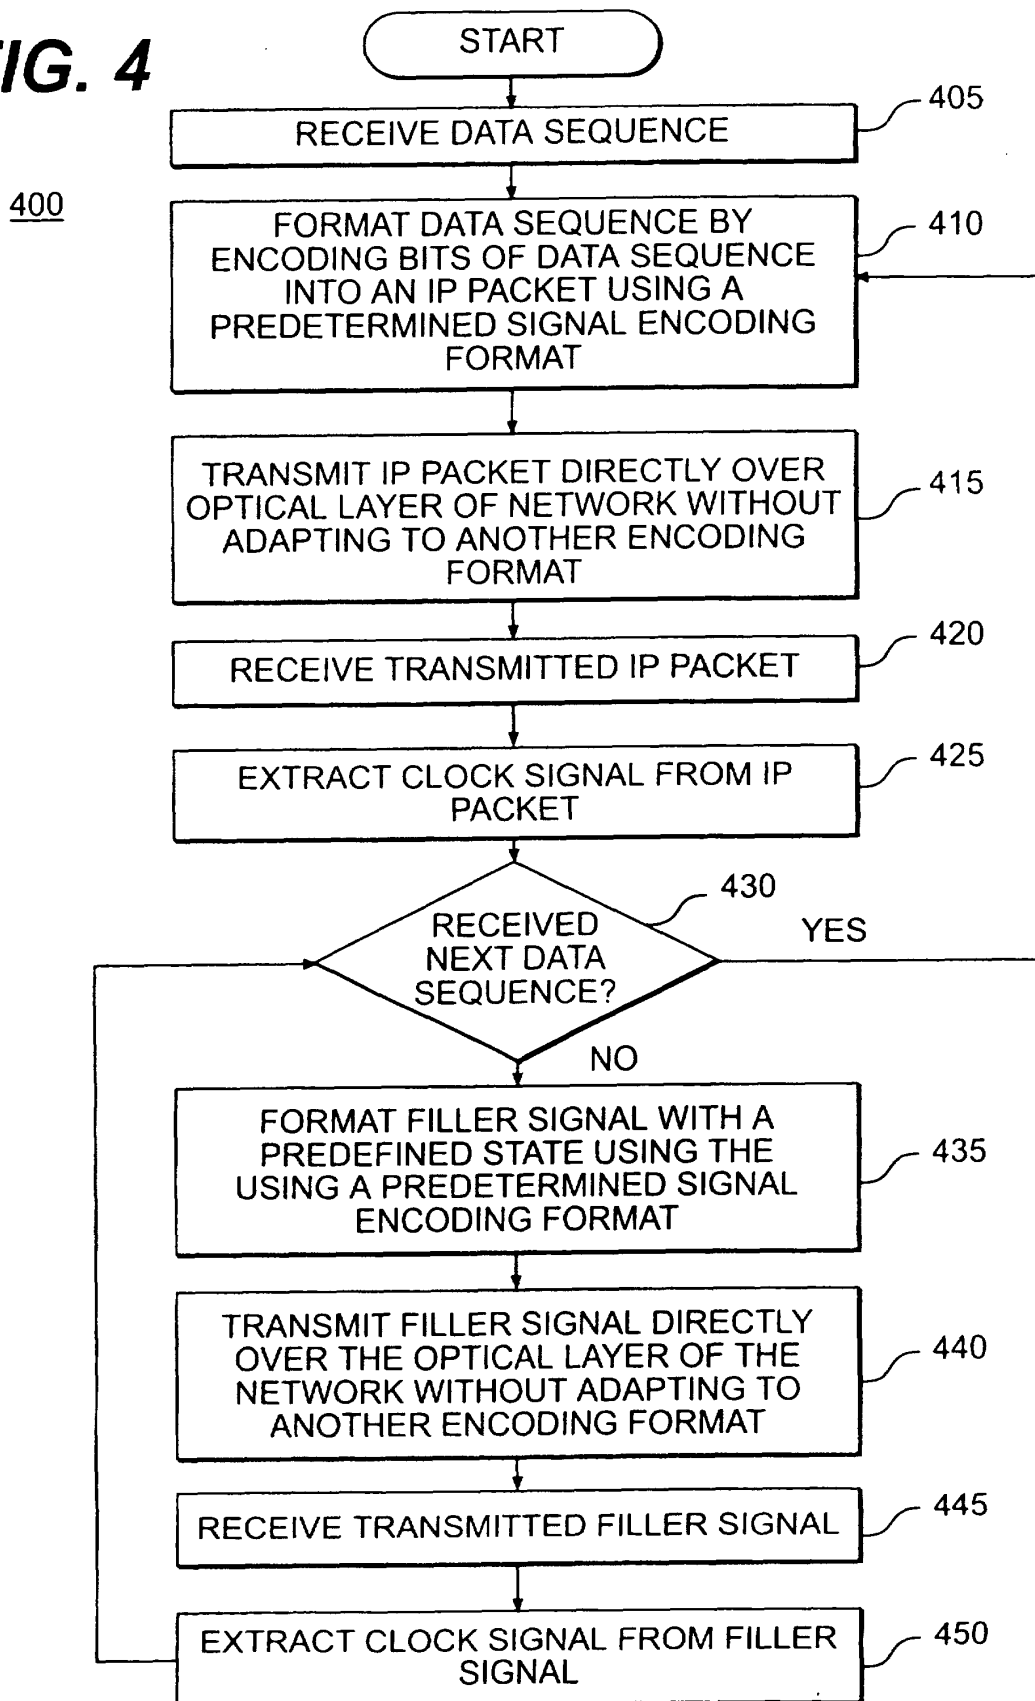 IG. 4
START
405
RECEIVE DATA SEQUENCE
400
410
FORMAT DATA SEQUENCE BY
ENCODING BITS OF DATA SEQUENCE
INTO AN IP PACKET USING A
PREDETERMINED SIGNAL ENCODING
FORMAT
415
TRANSMIT IP PACKET DIRECTLY OVER
OPTICAL LAYER OF NETWORK WITHOUT
ADAPTING TO ANOTHER ENCODING
FORMAT
420
RECEIVE TRANSMITTED IP PACKET
425
EXTRACT CLOCK SIGNAL FROM IP
PACKET
430
RECEIVED
NEXT DATA
SEQUENCE?
YES
NO
435
FORMAT FILLER SIGNAL WITH A
PREDEFINED STATE USING THE
USING A PREDETERMINED SIGNAL
ENCODING FORMAT
440
TRANSMIT FILLER SIGNAL DIRECTLY
OVER THE OPTICAL LAYER OF THE
NETWORK WITHOUT ADAPTING TO
ANOTHER ENCODING FORMAT
445
RECEIVE TRANSMITTED FILLER SIGNAL
450
EXTRACT CLOCK SIGNAL FROM FILLER
SIGNAL